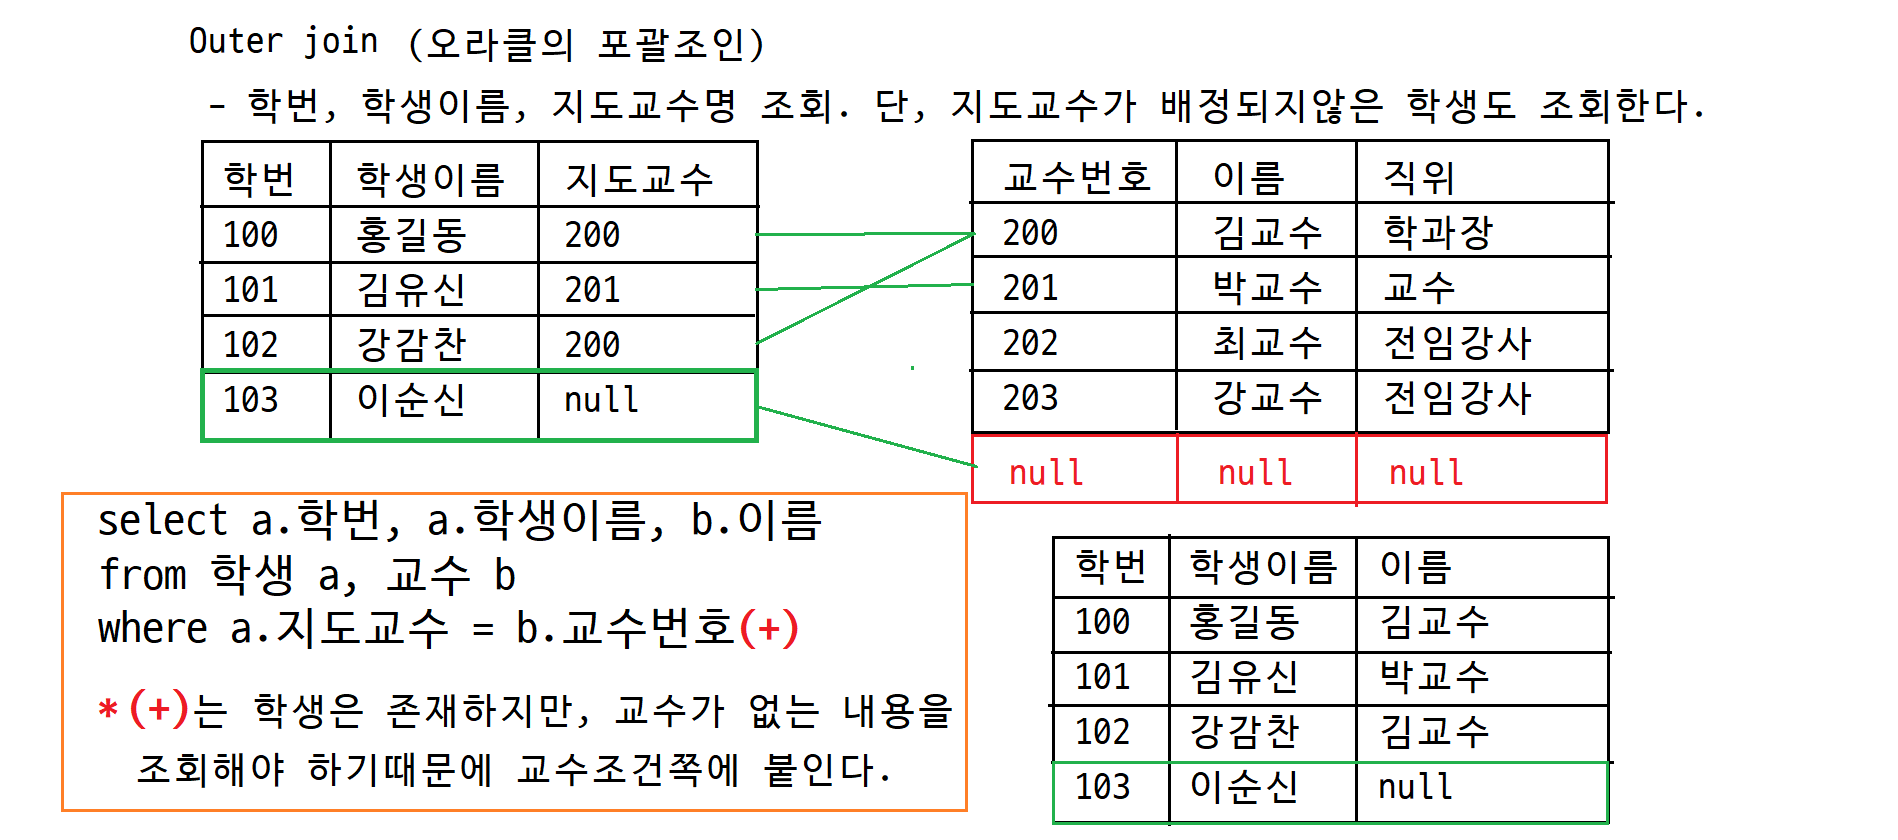 Outer join (오라클의 포괄조인)
- 학번, 학생이름, 지도교수명 조회. 단, 지도교수가 배정되지않은 학생도 조회한다.
학번 학생이름 지도교수
100 홍길동 200
101 김유신 201
102 강감찬 200
103 이순신 null
교수번호 이름 직위
200 김교수 학과장
201 박교수 교수
202 최교수 전임강사
203 강교수 전임강사
null null null
select a.학번, a.학생이름, b.이름
from 학생 a, 교수 b
where a.지도교수 = b.교수번호(+)
*(+)는 학생은 존재하지만, 교수가 없는 내용을
조회해야 하기때문에 교수조건쪽에 붙인다.
학번 학생이름 이름
100 홍길동 김교수
101 김유신 박교수
102 강감찬 김교수
103 이순신 null